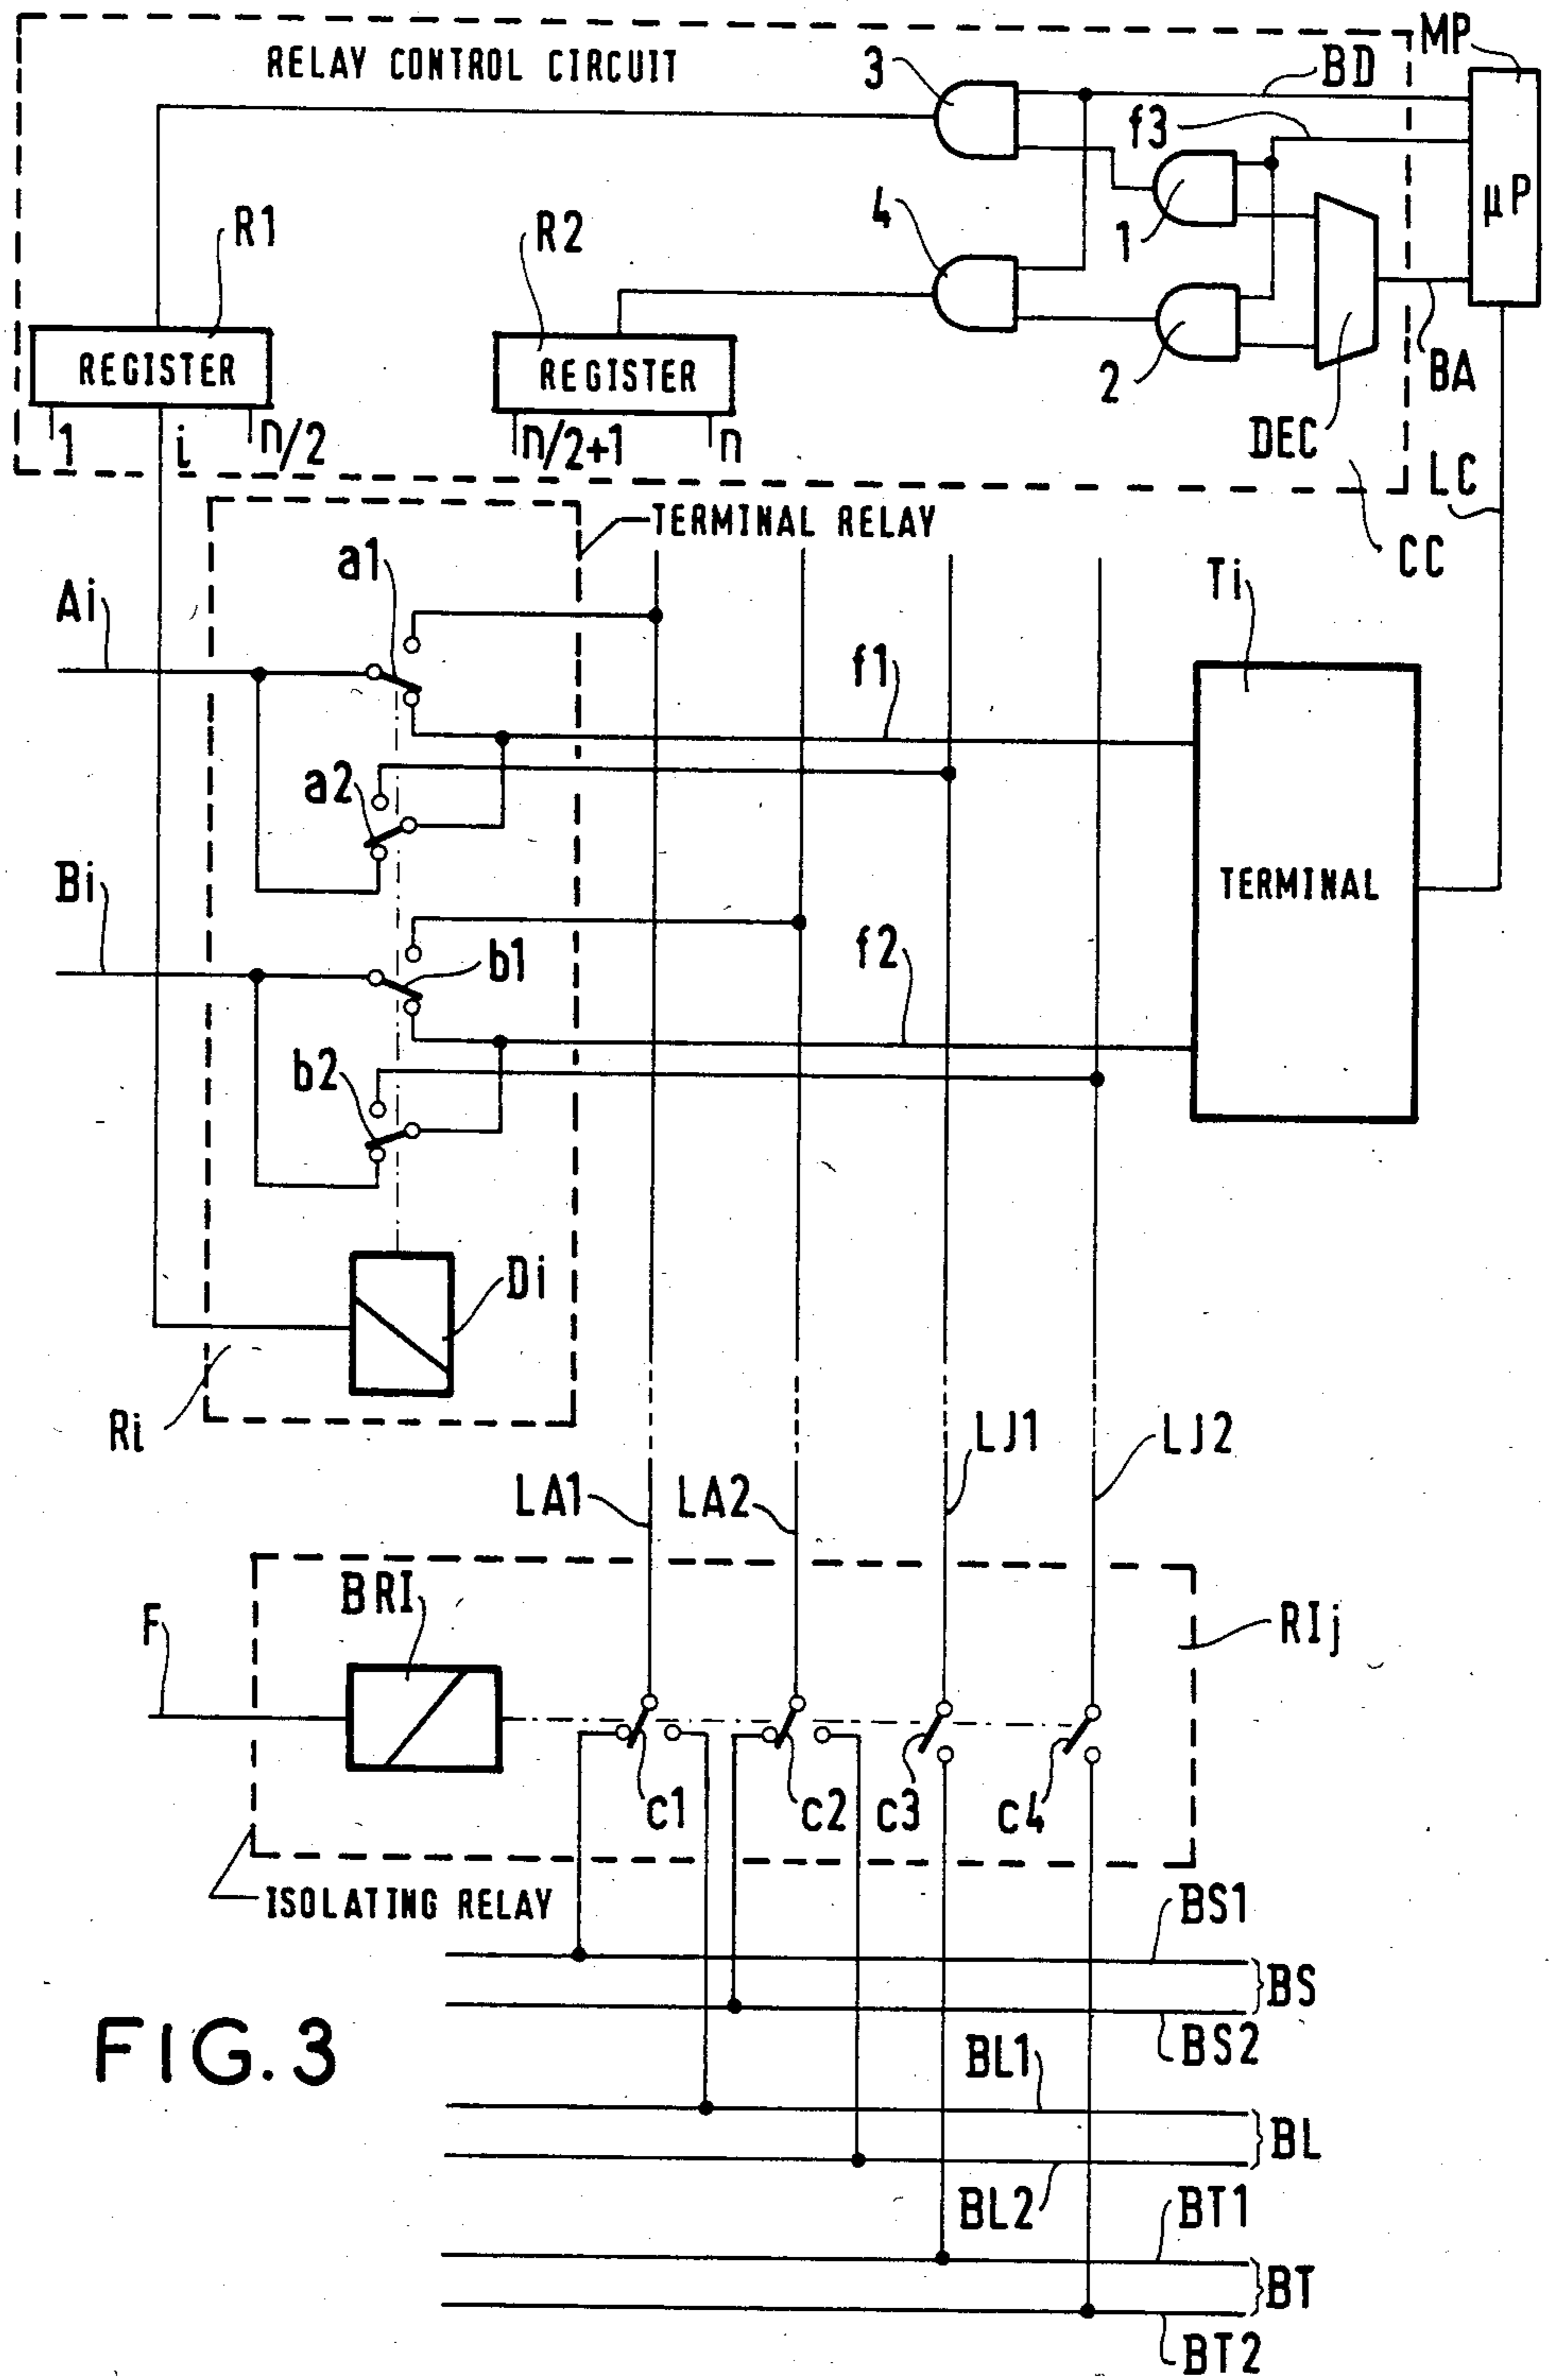 MP
RELAY CONTROL CIRCUIT
3
BD
f3
µP
R1
R2
4
1
REGISTER
REGISTER
2
BA
1
i
n/2
n/2+1
n
DEC
LC
TERMINAL RELAY
CC
a1
Ai
Ti
f1
a2
Bi
TERMINAL
b1
f2
b2
Di
Ri
LJ1
LJ2
LA1
LA2
BRI
F
RIj
c1
c2
c3
c4
ISOLATING RELAY
BS1
BS
BS2
FIG. 3
BL1
BL
BL2
BT1
BT
BT2